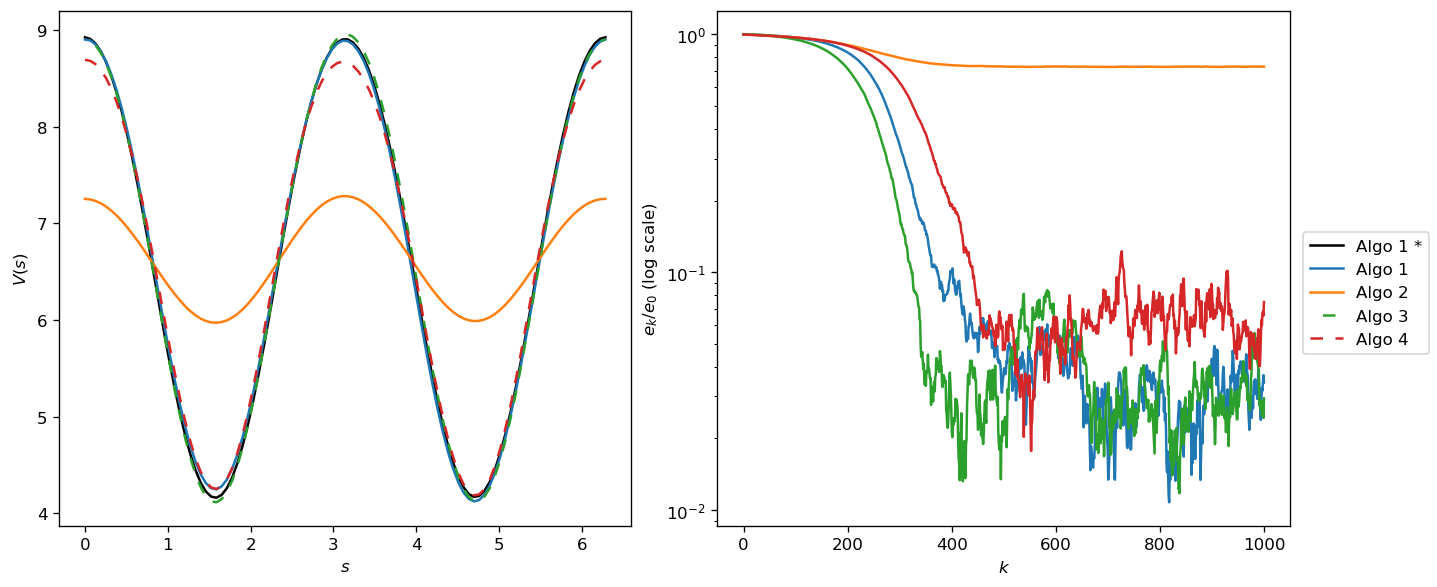 9
8
7
6
5
4
V(s)
0 1 2 3 4 5 6
s
10^0
10^-1
10^-2
e_k/e_0 (log scale)
0 200 400 600 800 1000
k
Algo 1 *
Algo 1
Algo 2
Algo 3
Algo 4